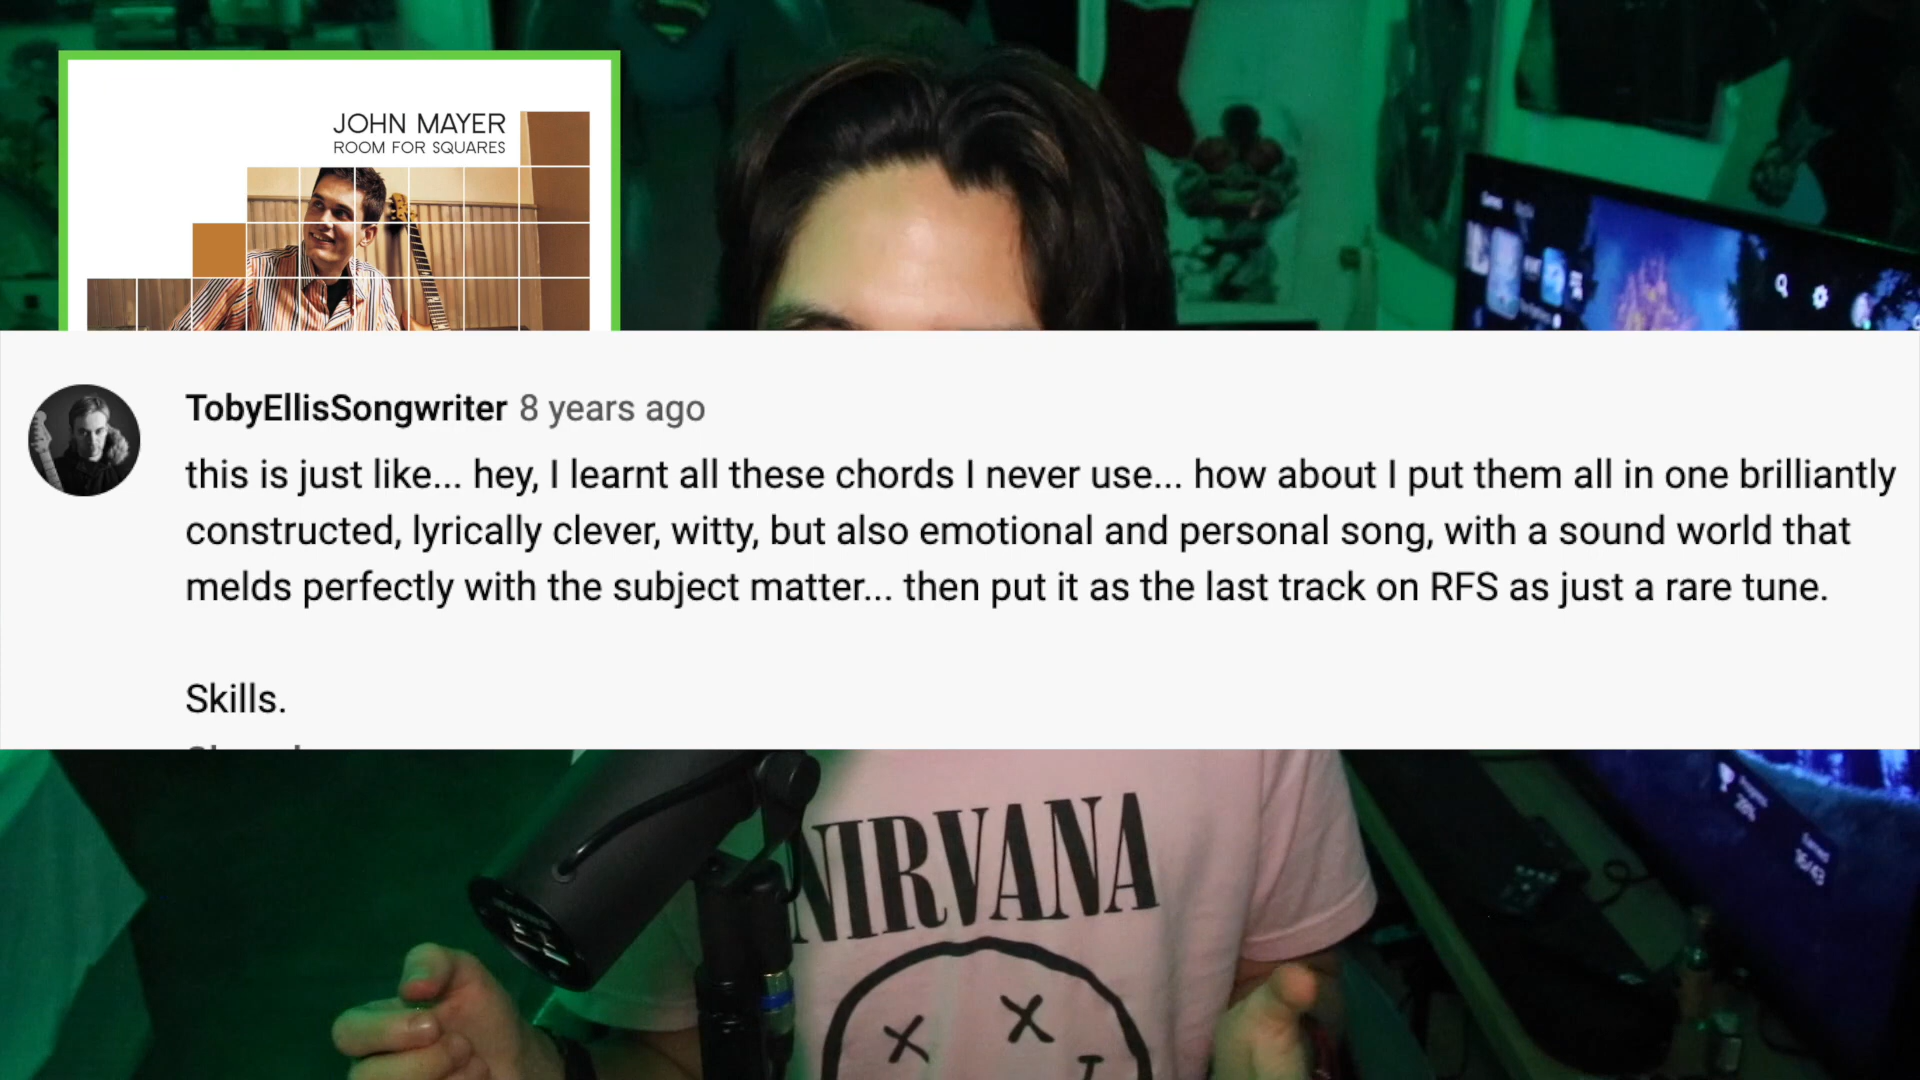 JOHN MAYER
ROOM FOR SQUARES
TobyEllisSongwriter 8 years ago
this is just like... hey, I learnt all these chords I never use... how about I put them all in one brilliantly
constructed, lyrically clever, witty, but also emotional and personal song, with a sound world that
melds perfectly with the subject matter... then put it as the last track on RFS as just a rare tune.
Skills.
NIRVANA